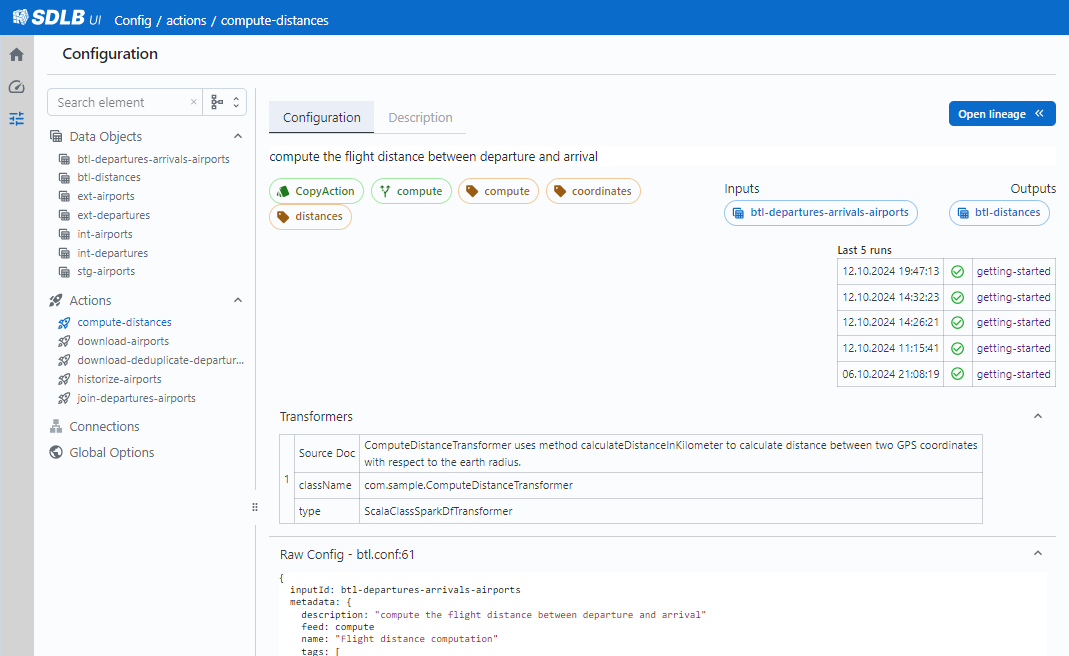 SDLB UI Config / actions / compute-distances
Configuration
Search element
Data Objects
btl-departures-arrivals-airports
btl-distances
ext-airports
ext-departures
int-airports
int-departures
stg-airports
Actions
compute-distances
download-airports
download-deduplicate-departur...
historize-airports
join-departures-airports
Connections
Global Options
Configuration Description
Open lineage
compute the flight distance between departure and arrival
CopyAction compute compute coordinates
distances
Inputs
btl-departures-arrivals-airports
Outputs
btl-distances
Last 5 runs
12.10.2024 19:47:13 getting-started
12.10.2024 14:32:23 getting-started
12.10.2024 14:26:21 getting-started
12.10.2024 11:15:41 getting-started
06.10.2024 21:08:19 getting-started
Transformers
1
Source Doc
ComputeDistanceTransformer uses method calculateDistanceInKilometer to calculate distance between two GPS coordinates
with respect to the earth radius.
className com.sample.ComputeDistanceTransformer
type ScalaClassSparkDfTransformer
Raw Config - btl.conf:61
{
inputId: btl-departures-arrivals-airports
metadata: {
description: "compute the flight distance between departure and arrival"
feed: compute
name: "Flight distance computation"
tags: [